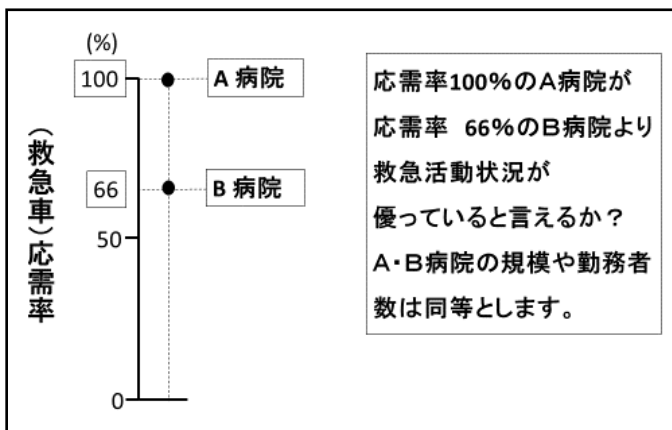 (%)
100
A 病院
66
B 病院
50
0
(救急車)応需率
応需率100%のA病院が
応需率 66%のB病院より
救急活動状況が
優っていると言えるか?
A・B病院の規模や勤務者
数は同等とします。